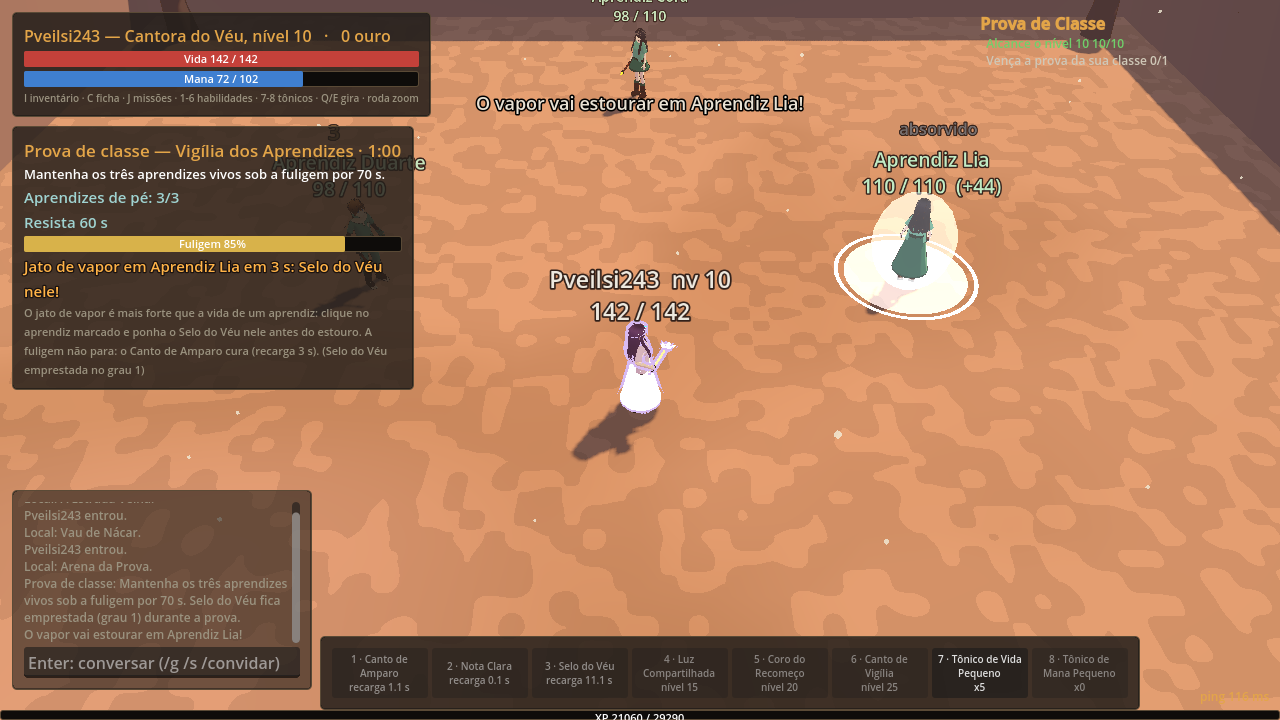 Pveilsi243 — Cantora do Véu, nível 10 · 0 ouro
Vida 142 / 142
Mana 72 / 102
I inventário · C ficha · J missões · 1-6 habilidades · 7-8 tônicos · Q/E gira · roda zoom
Prova de classe — Vigília dos Aprendizes · 1:00
Mantenha os três aprendizes vivos sob a fuligem por 70 s.
Aprendizes de pé: 3/3
Resista 60 s
Fuligem 85%
Jato de vapor em Aprendiz Lia em 3 s: Selo do Véu
nele!
O jato de vapor é mais forte que a vida de um aprendiz: clique no
aprendiz marcado e ponha o Selo do Véu nele antes do estouro. A
fuligem não para: o Canto de Amparo cura (recarga 3 s). (Selo do Véu
emprestada no grau 1)
3
Aprendiz Duarte
98 / 110
98 / 110
O vapor vai estourar em Aprendiz Lia!
Prova de Classe
nível 10 10/10
Vença a prova da sua classe 0/1
absorvido
Aprendiz Lia
110 / 110 (+44)
Pveilsi243 nv 10
142 / 142
Pveilsi243 entrou.
Local: Vau de Nácar.
Pveilsi243 entrou.
Local: Arena da Prova.
Prova de classe: Mantenha os três aprendizes
vivos sob a fuligem por 70 s. Selo do Véu fica
emprestada (grau 1) durante a prova.
O vapor vai estourar em Aprendiz Lia!
Enter: conversar (/g /s /convidar)
1 · Canto de
Amparo
recarga 1.1 s
2 · Nota Clara
recarga 0.1 s
3 · Selo do Véu
recarga 11.1 s
4 · Luz
Compartilhada
nível 15
5 · Coro do
Recomeço
nível 20
6 · Canto de
Vigília
nível 25
7 · Tônico de Vida
Pequeno
x5
8 · Tônico de
Mana Pequeno
x0
ping 116 ms
XP 21060 / 29290